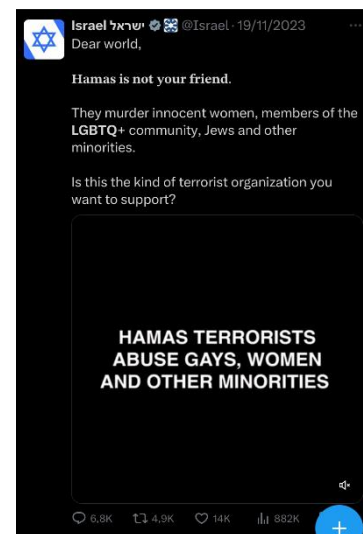 Israel ישראל @Israel · 19/11/2023 ...
Dear world,
Hamas is not your friend.
They murder innocent women, members of the
LGBTQ+ community, Jews and other
minorities.
Is this the kind of terrorist organization you
want to support?
HAMAS TERRORISTS
ABUSE GAYS, WOMEN
AND OTHER MINORITIES
6,8K 4,9K 14K 882K